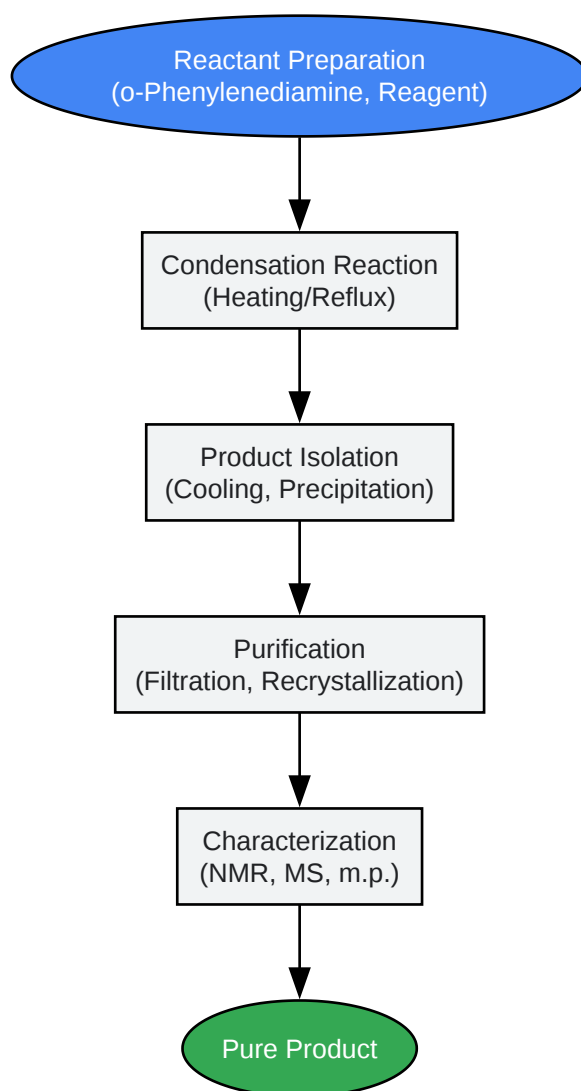 Reactant Preparation
(o-Phenylenediamine, Reagent)
Condensation Reaction
(Heating/Reflux)
Product Isolation
(Cooling, Precipitation)
Purification
(Filtration, Recrystallization)
Characterization
(NMR, MS, m.p.)
Pure Product